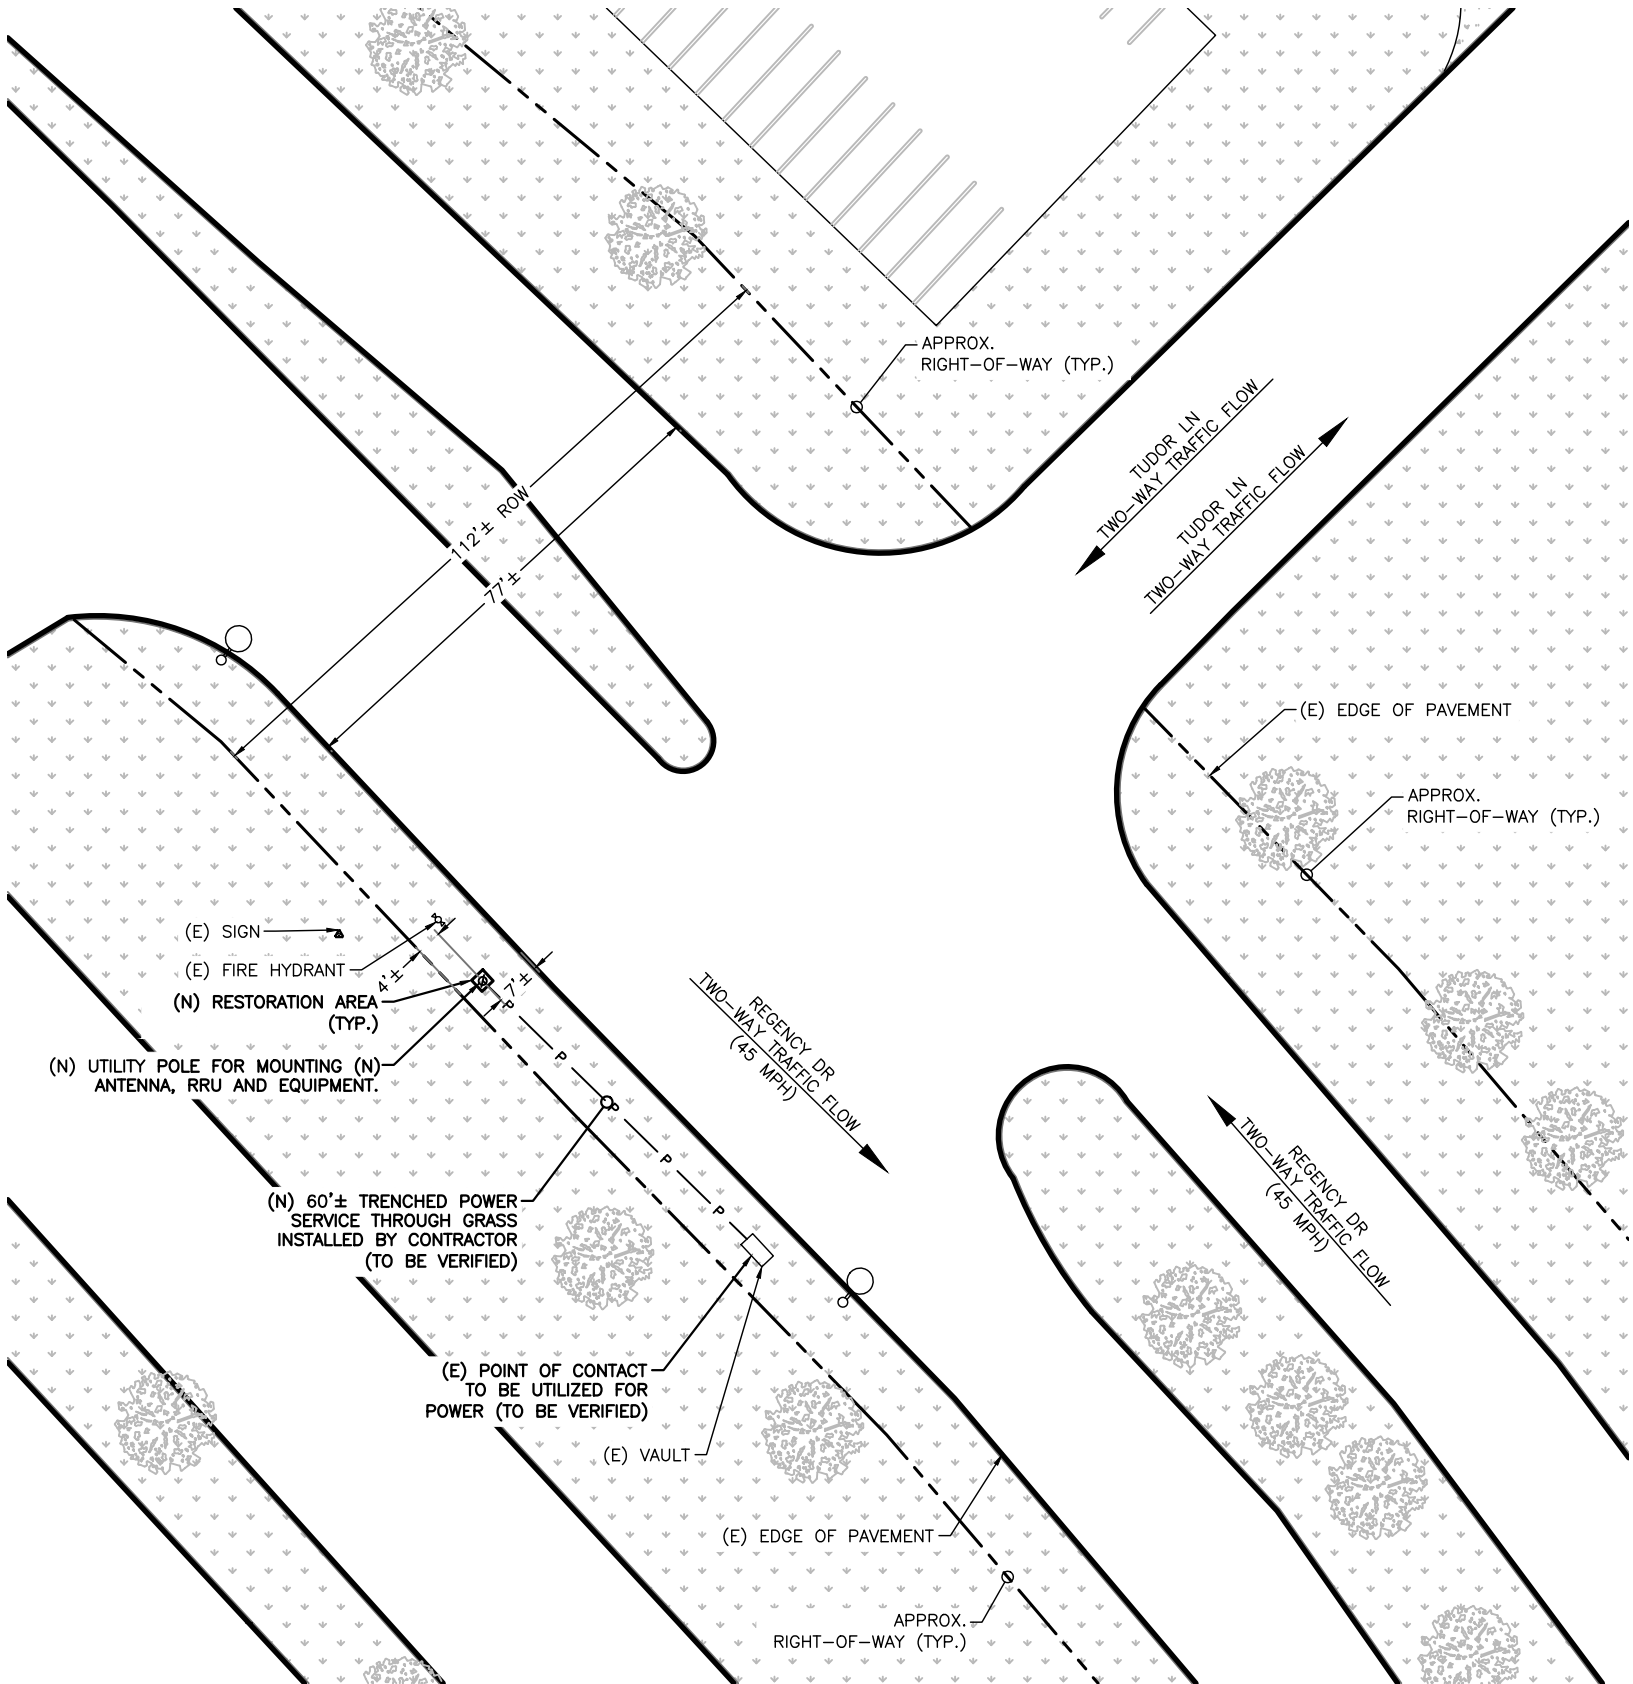 APPROX.
RIGHT-OF-WAY (TYP.)
TUDOR LN
TWO-WAY TRAFFIC FLOW
TUDOR LN
TWO-WAY TRAFFIC FLOW
112'± ROW
77'±
(E) EDGE OF PAVEMENT
APPROX.
RIGHT-OF-WAY (TYP.)
(E) SIGN
(E) FIRE HYDRANT
4'±
7'±
(N) RESTORATION AREA
(TYP.)
(N) UTILITY POLE FOR MOUNTING (N)
ANTENNA, RRU AND EQUIPMENT.
P
P
P
P
P
REGENCY DR
TWO-WAY TRAFFIC FLOW
(45 MPH)
REGENCY DR
TWO-WAY TRAFFIC FLOW
(45 MPH)
(N) 60'± TRENCHED POWER
SERVICE THROUGH GRASS
INSTALLED BY CONTRACTOR
(TO BE VERIFIED)
(E) POINT OF CONTACT
TO BE UTILIZED FOR
POWER (TO BE VERIFIED)
(E) VAULT
(E) EDGE OF PAVEMENT
APPROX.
RIGHT-OF-WAY (TYP.)